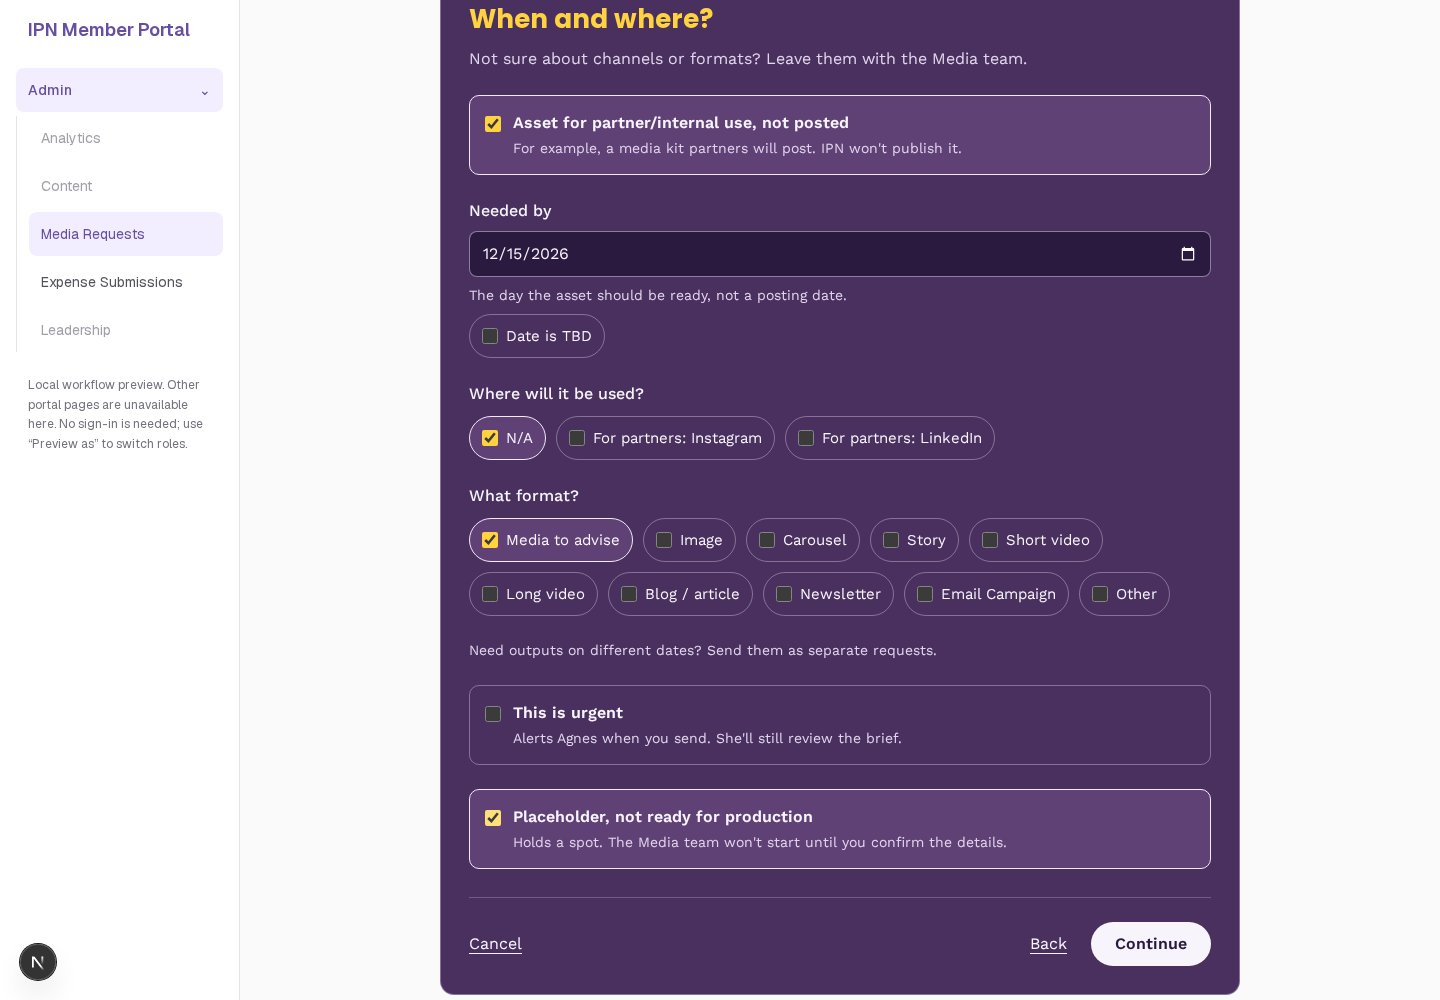 IPN Member Portal
Admin
Analytics
Content
Media Requests
Expense Submissions
Leadership
Local workflow preview. Other
portal pages are unavailable
here. No sign-in is needed; use
“Preview as” to switch roles.
N
When and where?
Not sure about channels or formats? Leave them with the Media team.
Asset for partner/internal use, not posted
For example, a media kit partners will post. IPN won't publish it.
Needed by
12/15/2026
The day the asset should be ready, not a posting date.
Date is TBD
Where will it be used?
N/A For partners: Instagram For partners: LinkedIn
What format?
Media to advise Image Carousel Story Short video
Long video Blog / article Newsletter Email Campaign Other
Need outputs on different dates? Send them as separate requests.
This is urgent
Alerts Agnes when you send. She'll still review the brief.
Placeholder, not ready for production
Holds a spot. The Media team won't start until you confirm the details.
Cancel Back Continue